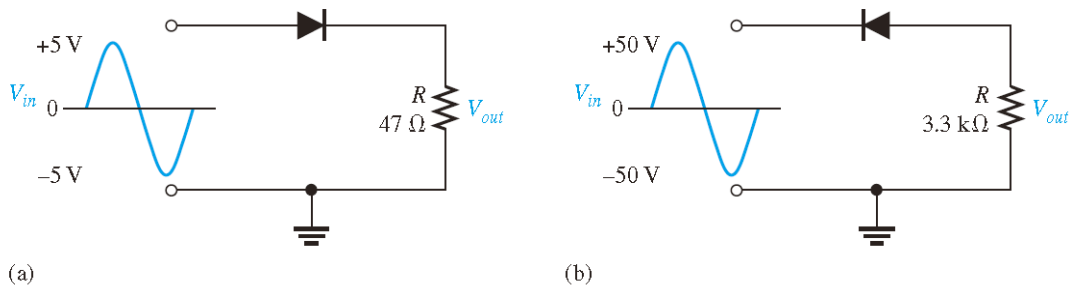 +5 V
V_in 0
R
47 Ω
V_out
–5 V
(a)
+50 V
V_in 0
R
3.3 kΩ
V_out
–50 V
(b)